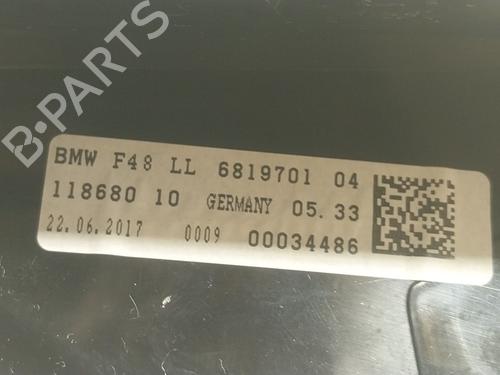 B-PARTS
BMW F48 LL 6819701 04
118680 10 GERMANY 05.33
22.06.2017 0009 00034486